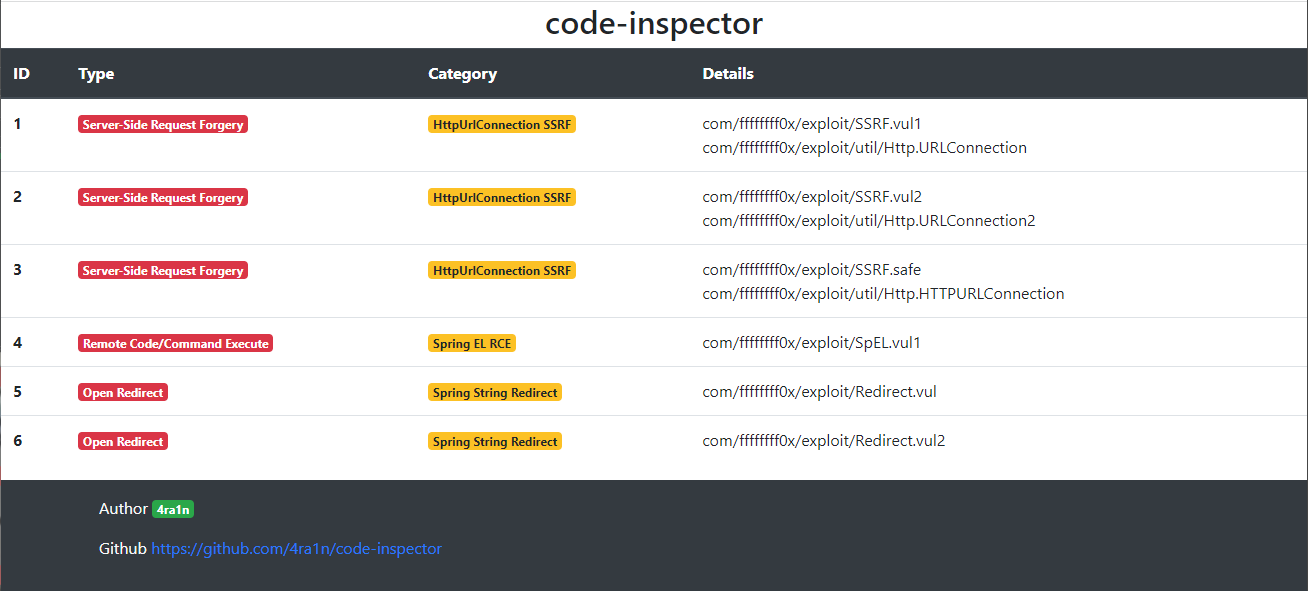 code-inspector
ID Type Category Details
1 Server-Side Request Forgery HttpUrlConnection SSRF com/ffffffff0x/exploit/SSRF.vul1
com/ffffffff0x/exploit/util/Http.URLConnection
2 Server-Side Request Forgery HttpUrlConnection SSRF com/ffffffff0x/exploit/SSRF.vul2
com/ffffffff0x/exploit/util/Http.URLConnection2
3 Server-Side Request Forgery HttpUrlConnection SSRF com/ffffffff0x/exploit/SSRF.safe
com/ffffffff0x/exploit/util/Http.HTTPURLConnection
4 Remote Code/Command Execute Spring EL RCE com/ffffffff0x/exploit/SpEL.vul1
5 Open Redirect Spring String Redirect com/ffffffff0x/exploit/Redirect.vul
6 Open Redirect Spring String Redirect com/ffffffff0x/exploit/Redirect.vul2
Author 4ra1n
Github https://github.com/4ra1n/code-inspector